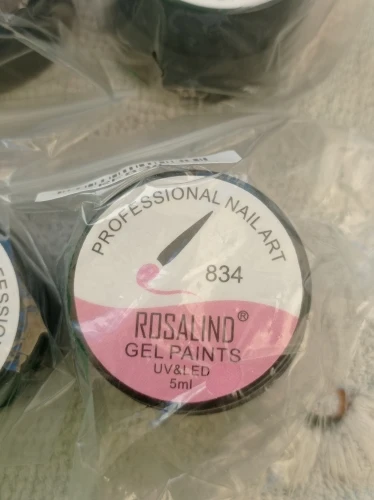 PROFESSIONAL NAIL ART
834
ROSALIND®
GEL PAINTS
UV&LED
5ml